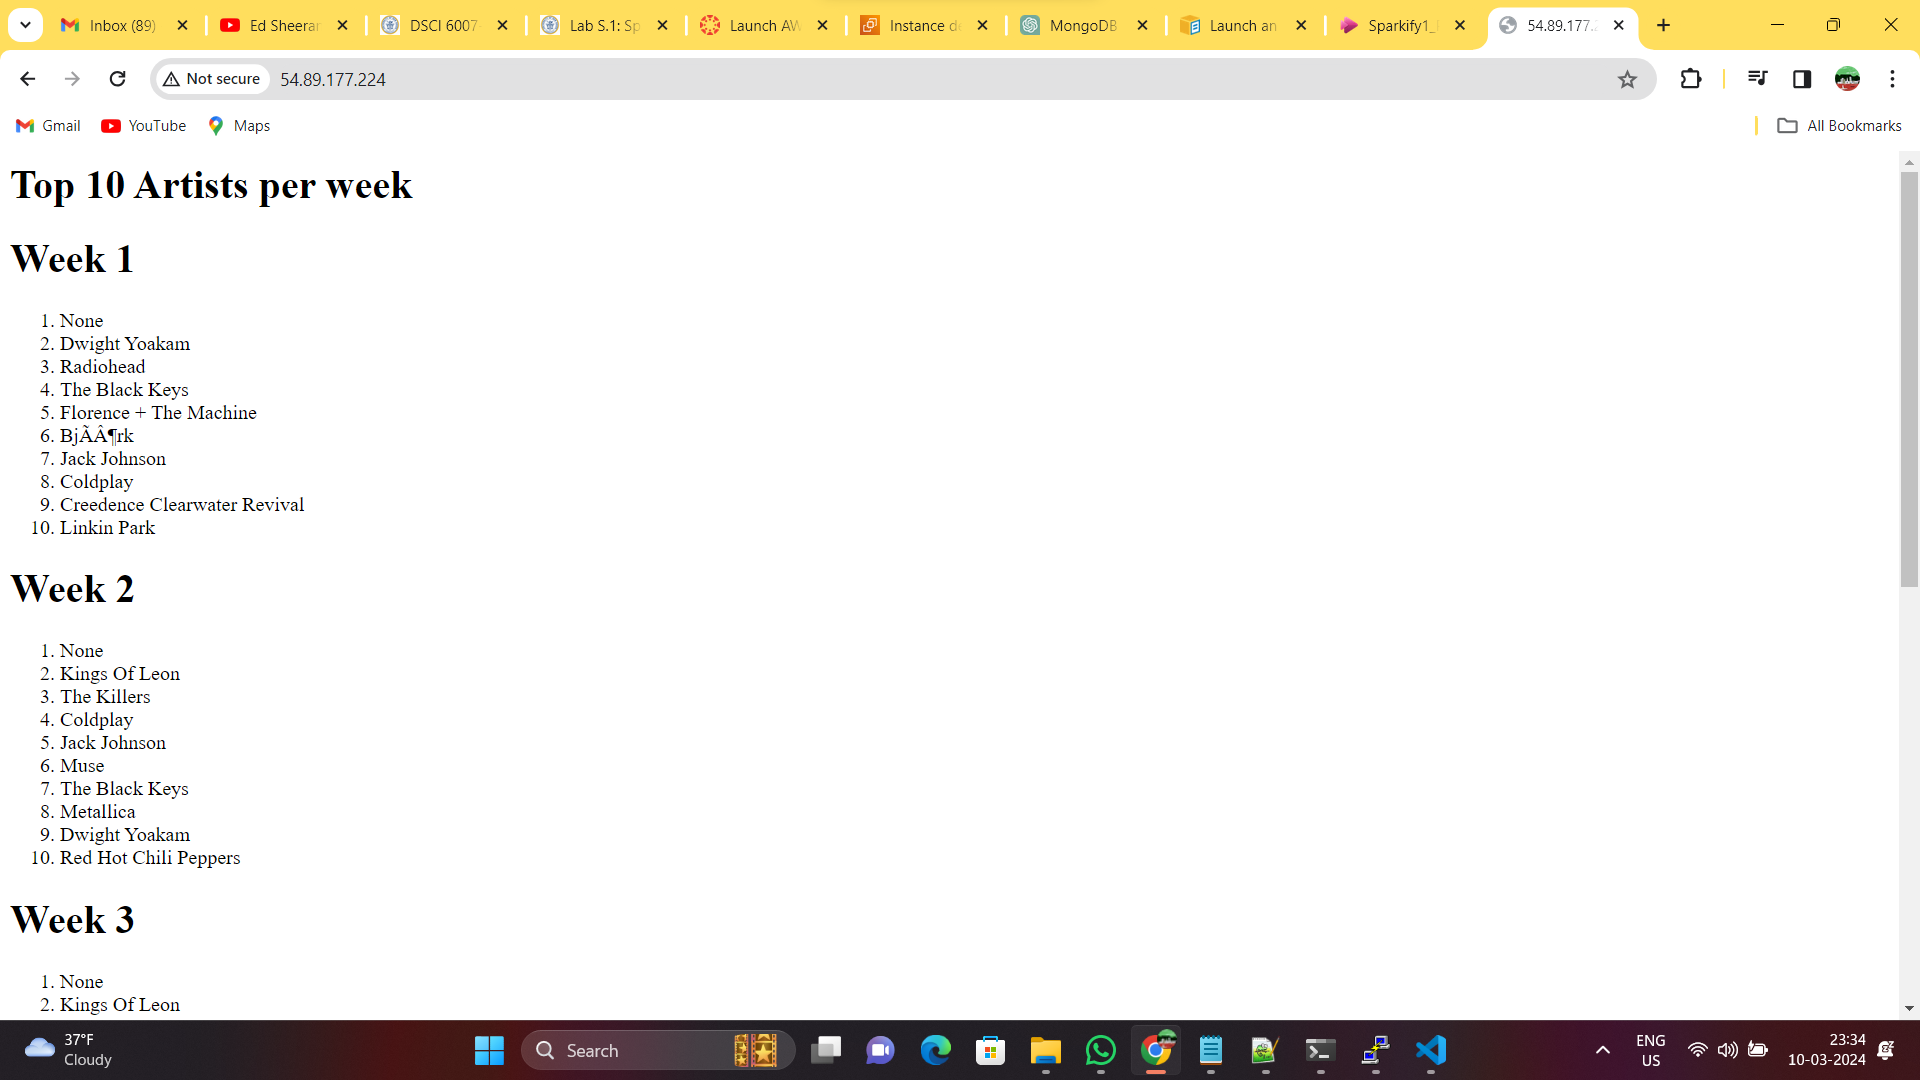 Inbox (89)
Ed Sheeran
DSCI 6007-
Lab S.1: Sp
Launch AW
Instance de
MongoDB
Launch an
Sparkify1_
54.89.177.2
Not secure
54.89.177.224
Gmail
YouTube
Maps
All Bookmarks
Top 10 Artists per week
Week 1
1. None
2. Dwight Yoakam
3. Radiohead
4. The Black Keys
5. Florence + The Machine
6. BjÃÂ¶rk
7. Jack Johnson
8. Coldplay
9. Creedence Clearwater Revival
10. Linkin Park
Week 2
1. None
2. Kings Of Leon
3. The Killers
4. Coldplay
5. Jack Johnson
6. Muse
7. The Black Keys
8. Metallica
9. Dwight Yoakam
10. Red Hot Chili Peppers
Week 3
1. None
2. Kings Of Leon
37°F
Cloudy
Search
ENG
US
23:34
10-03-2024